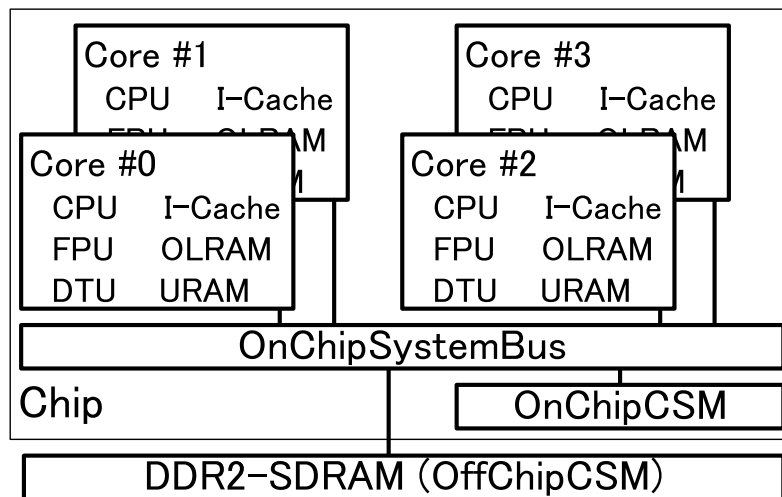 Core #1
CPU I-Cache
Core #0
CPU I-Cache
FPU OLRAM
DTU URAM
Core #3
CPU I-Cache
Core #2
CPU I-Cache
FPU OLRAM
DTU URAM
OnChipSystemBus
Chip
OnChipCSM
DDR2-SDRAM (OffChipCSM)